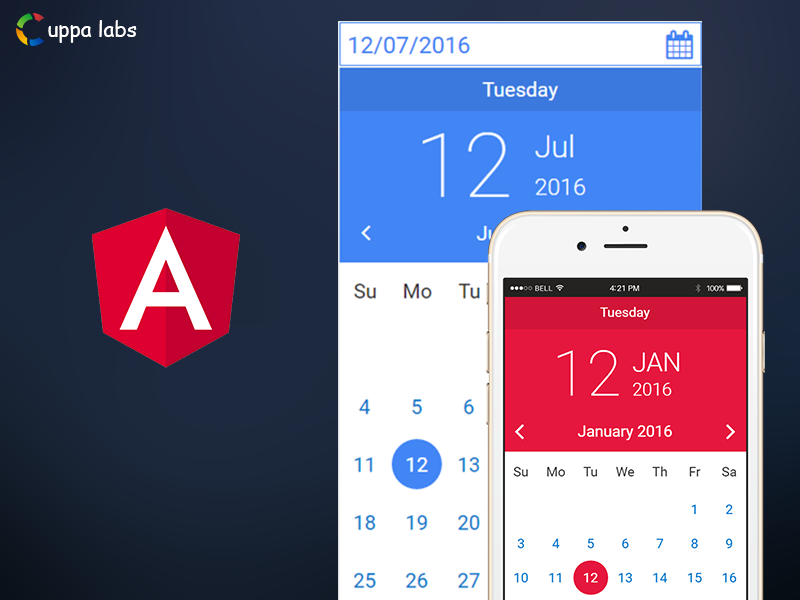 Cuppa labs
12/07/2016
Tuesday
12 Jul
2016
Ju
Su Mo Tu
4 5 6
11 12 13
18 19 20
25 26 27
A
BELL 4:21 PM 100%
Tuesday
12 JAN
2016
January 2016
Su Mo Tu We Th Fr Sa
1 2
3 4 5 6 7 8 9
10 11 12 13 14 15 16